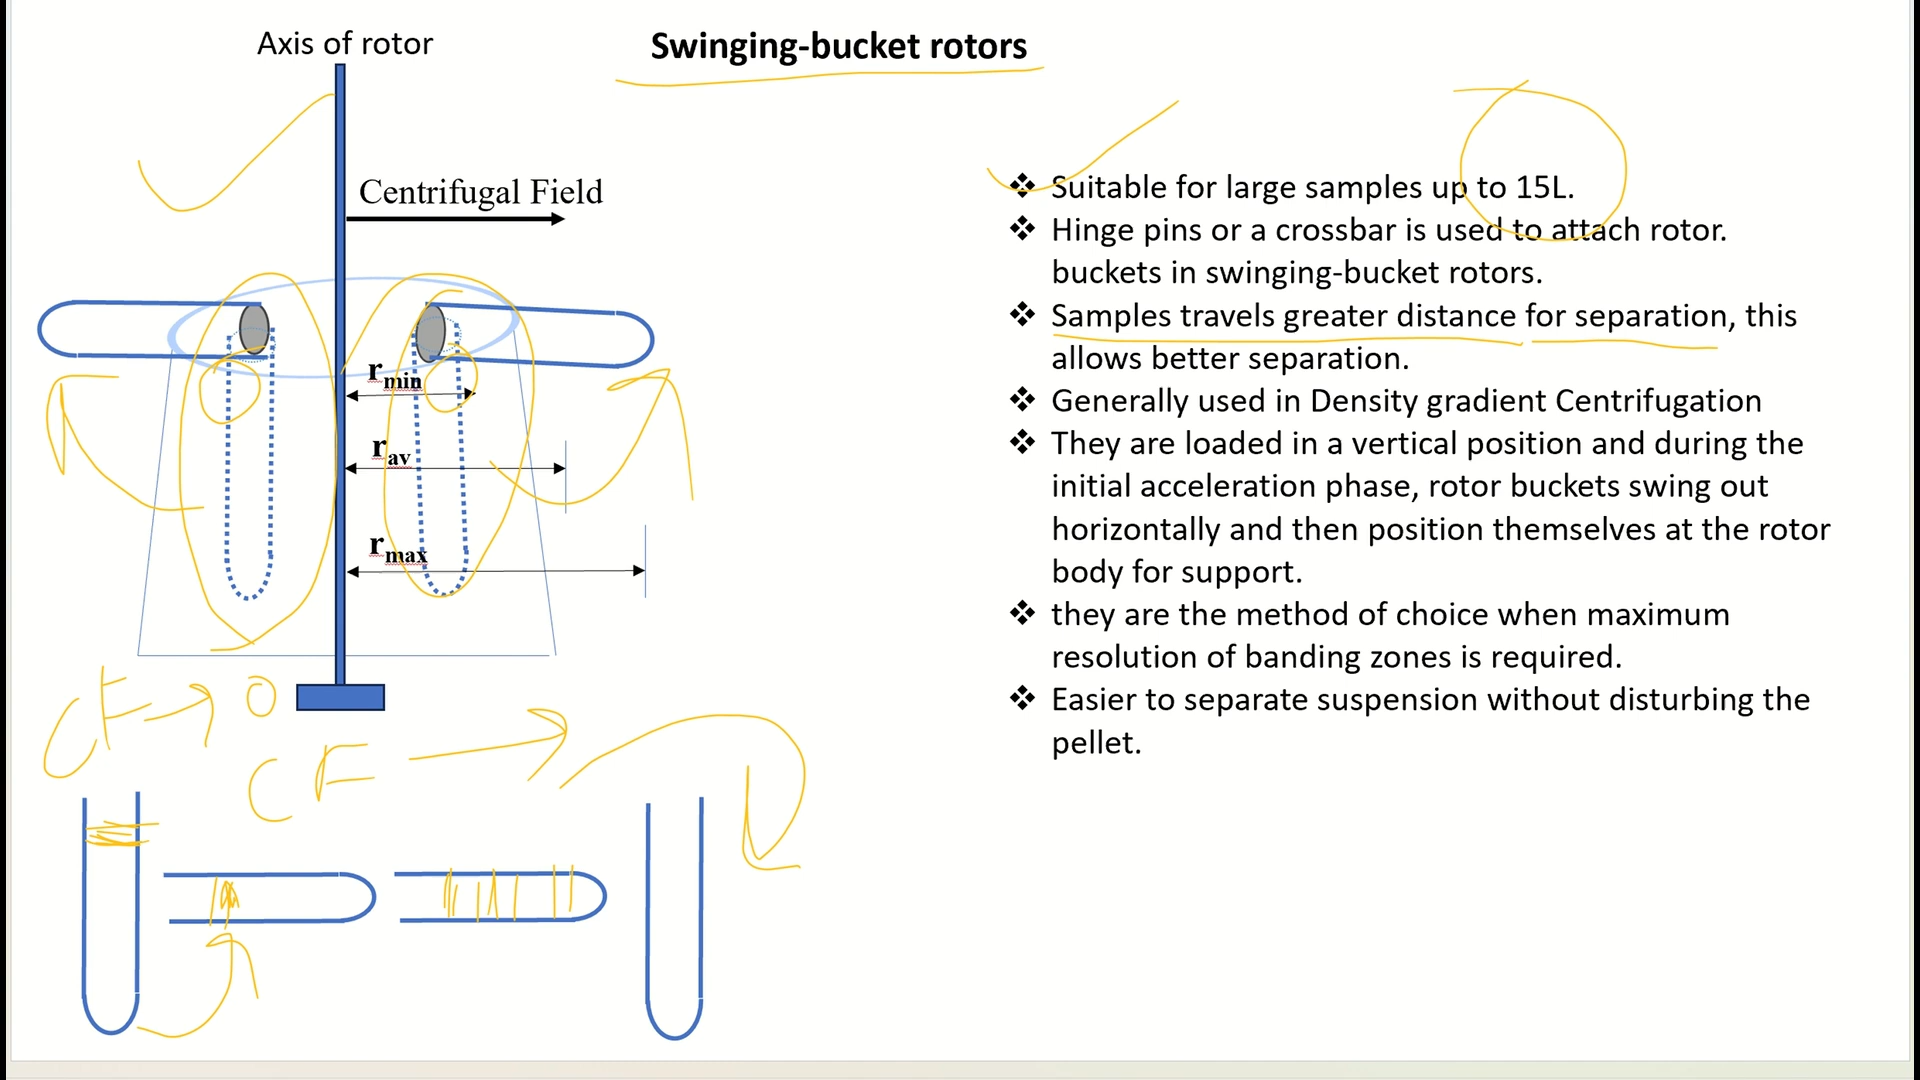 Axis of rotor
Swinging-bucket rotors
Centrifugal Field
r min
r av
r max
❖ Suitable for large samples up to 15L.
❖ Hinge pins or a crossbar is used to attach rotor.
buckets in swinging-bucket rotors.
❖ Samples travels greater distance for separation, this
allows better separation.
❖ Generally used in Density gradient Centrifugation
❖ They are loaded in a vertical position and during the
initial acceleration phase, rotor buckets swing out
horizontally and then position themselves at the rotor
body for support.
❖ they are the method of choice when maximum
resolution of banding zones is required.
❖ Easier to separate suspension without disturbing the
pellet.
CF → 0
CF →